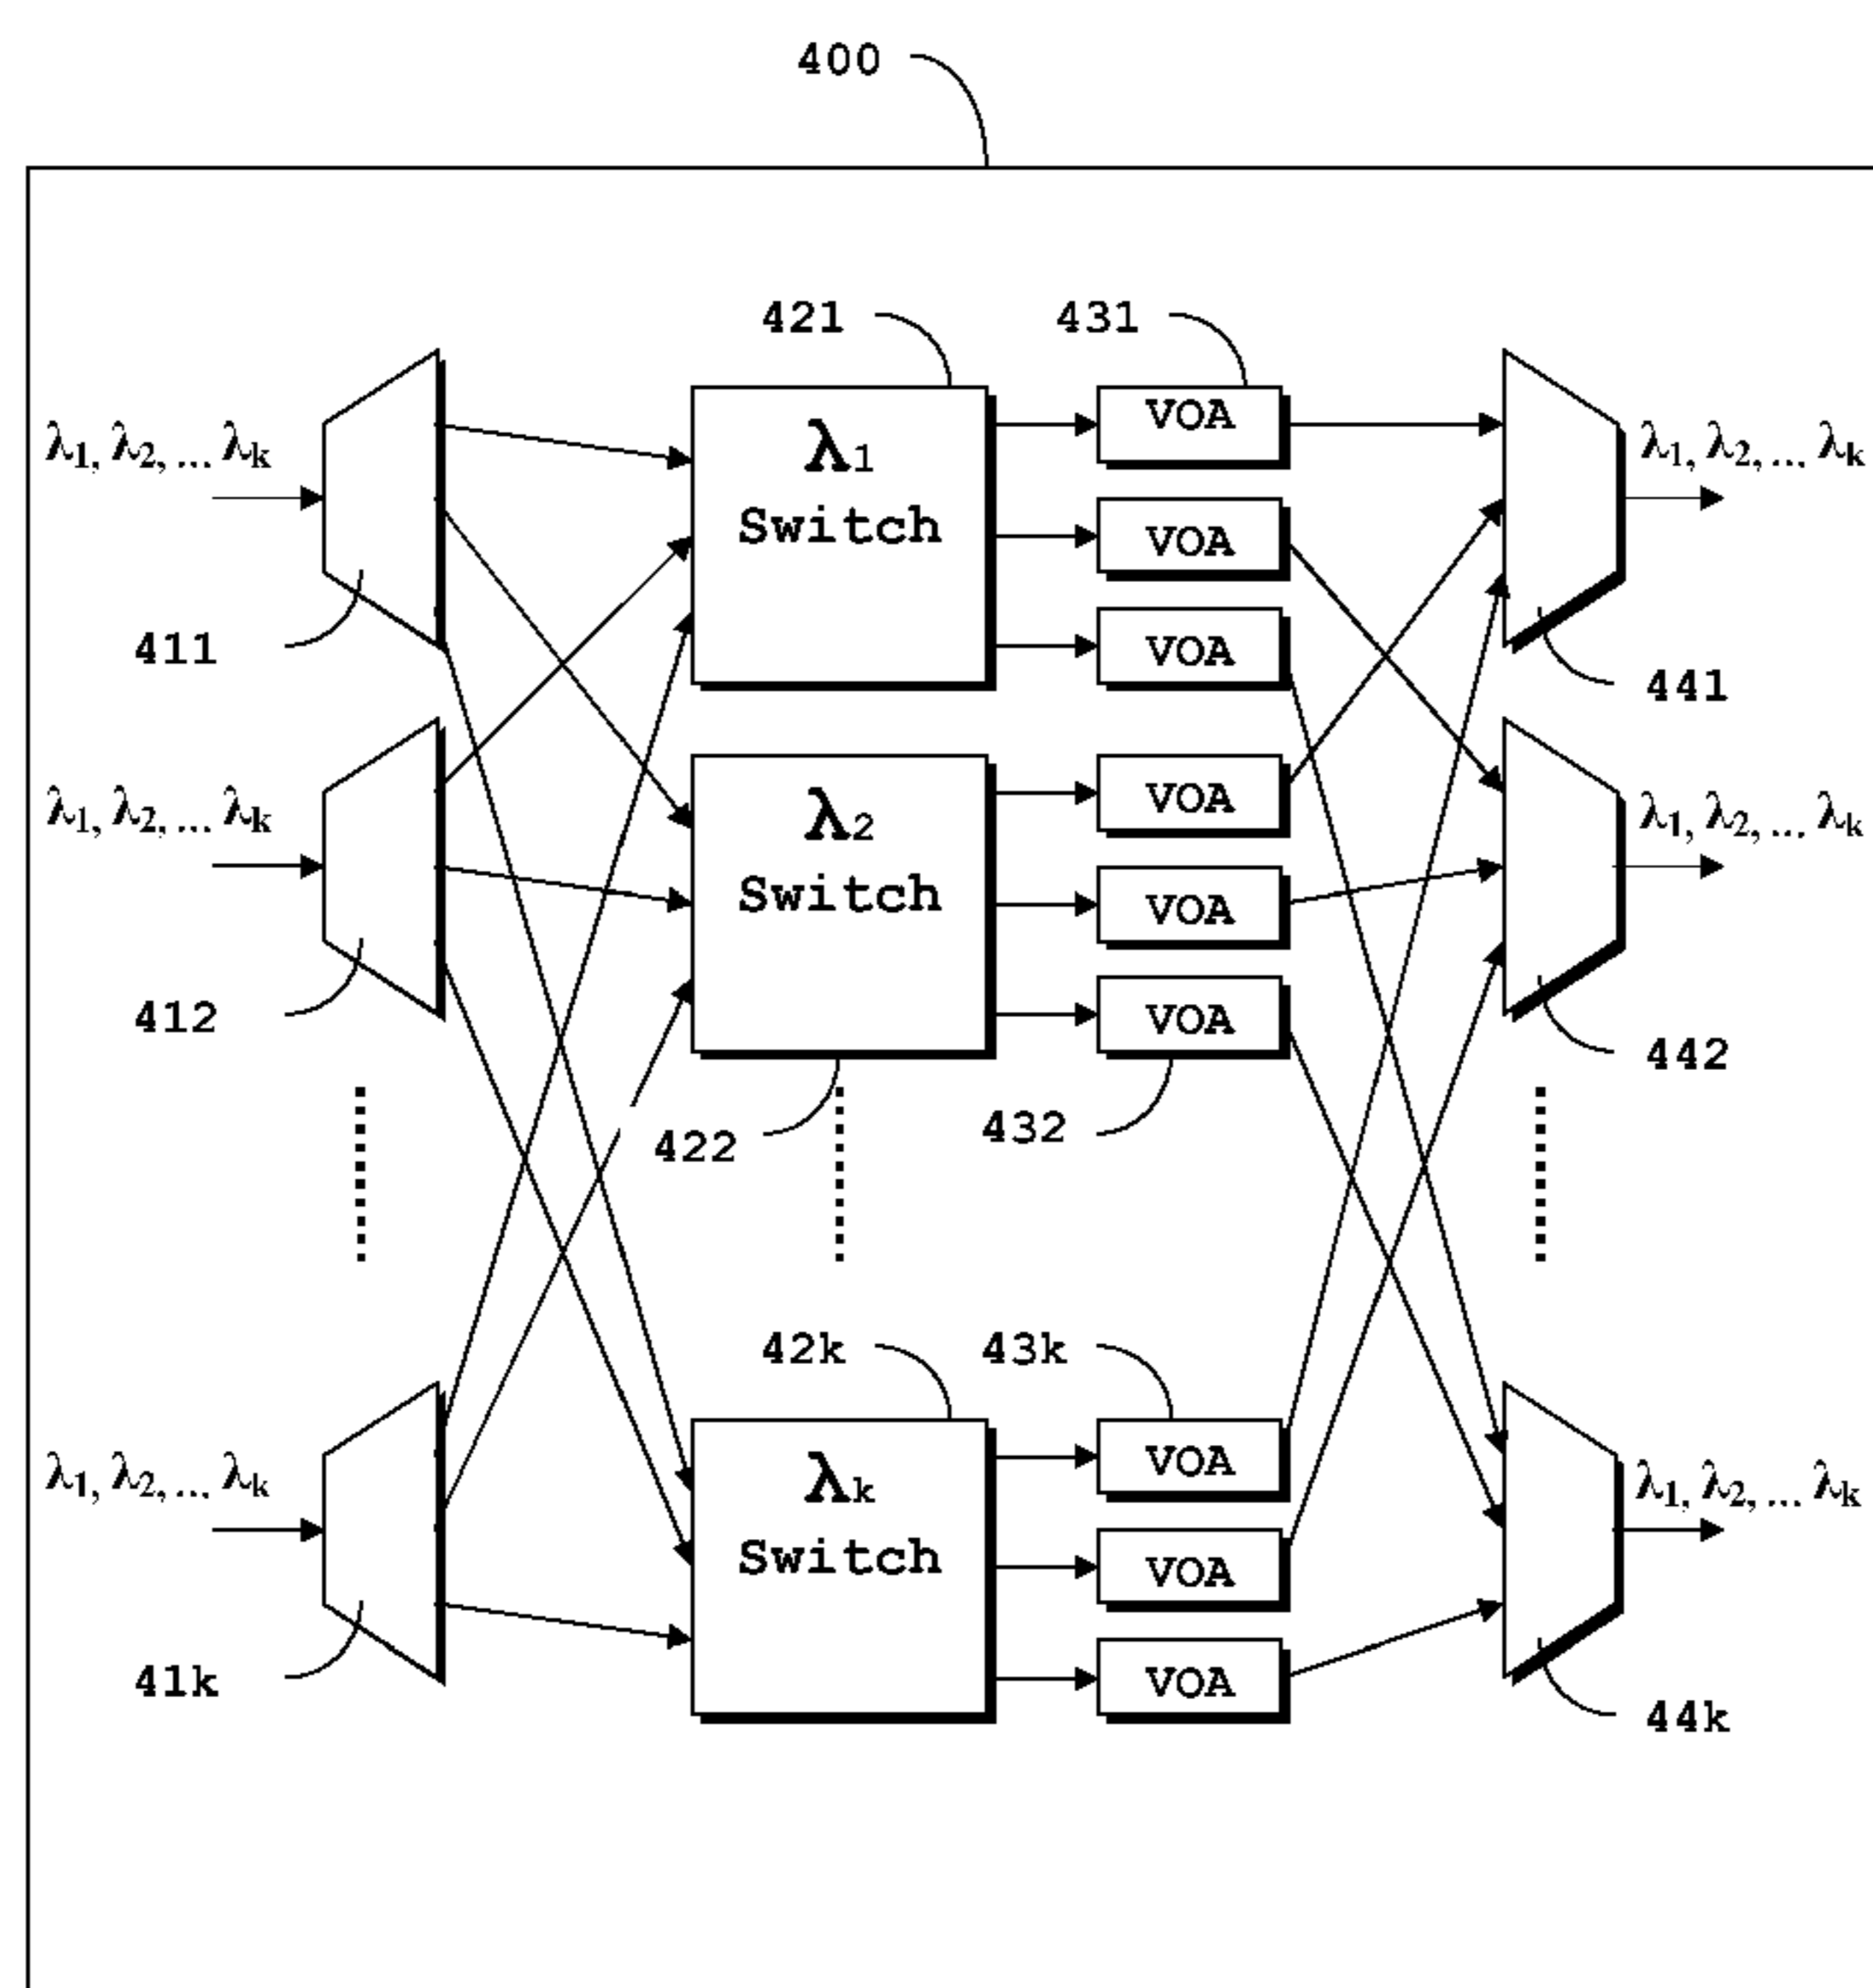 400
421
431
λ1, λ2, ... λk
λ1
Switch
VOA
VOA
VOA
λ1, λ2, ... λk
411
441
λ1, λ2, ... λk
λ2
Switch
VOA
VOA
VOA
λ1, λ2, ... λk
412
442
422
432
42k
43k
λ1, λ2, ... λk
λk
Switch
VOA
VOA
VOA
λ1, λ2, ... λk
41k
44k